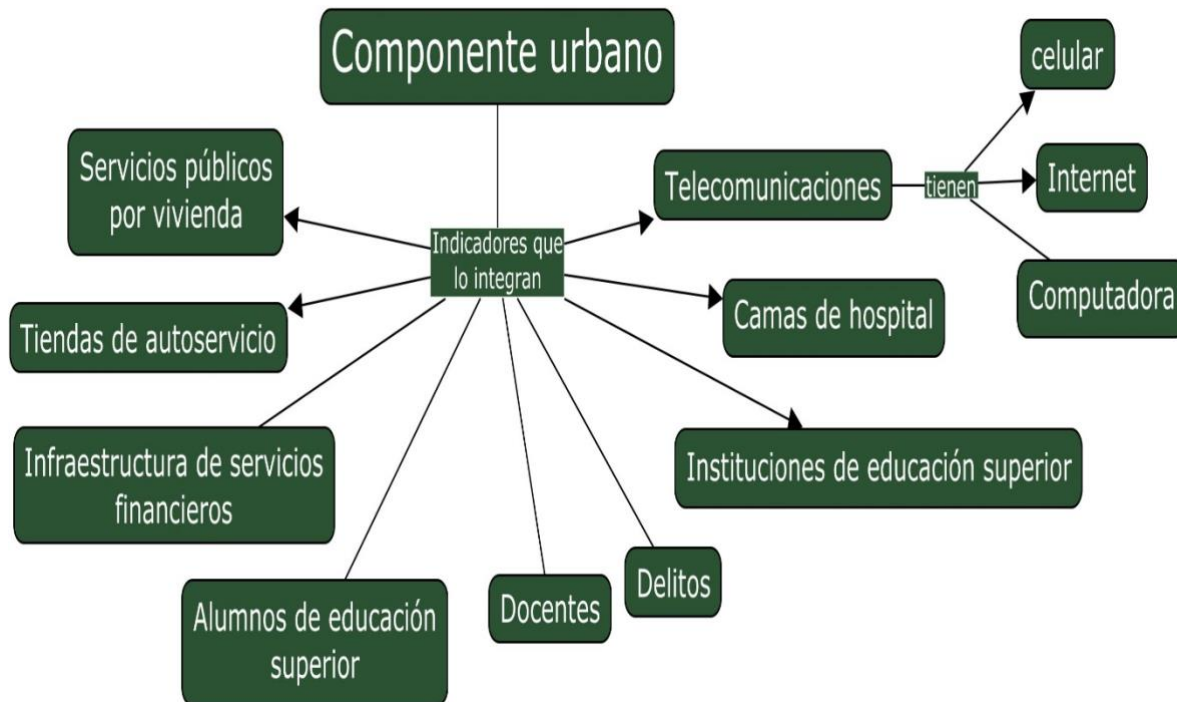 Componente urbano
celular
Servicios públicos
por vivienda
Telecomunicaciones
tienen
Internet
Indicadores que
lo integran
Tiendas de autoservicio
Camas de hospital
Computadora
Infraestructura de servicios
financieros
Instituciones de educación superior
Alumnos de educación
superior
Docentes
Delitos